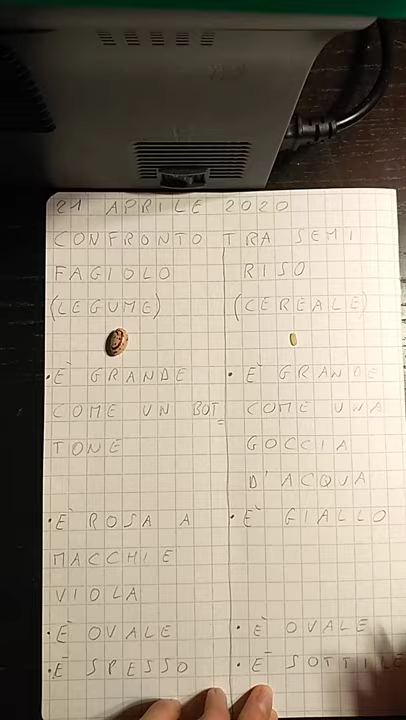 21 APRILE 2020
CONFRONTO TRA SEMI
FAGIOLO
(LEGUME)
• È GRANDE
COME UN BOT=
TONE
• È ROSA A
MACCHIE
VIOLA
• È OVALE
• È SPESSO
RISO
(CEREALE)
• È GRANDE
COME UNA
GOCCIA
D'ACQUA
• È GIALLO
• È OVALE
• È SOTTILE